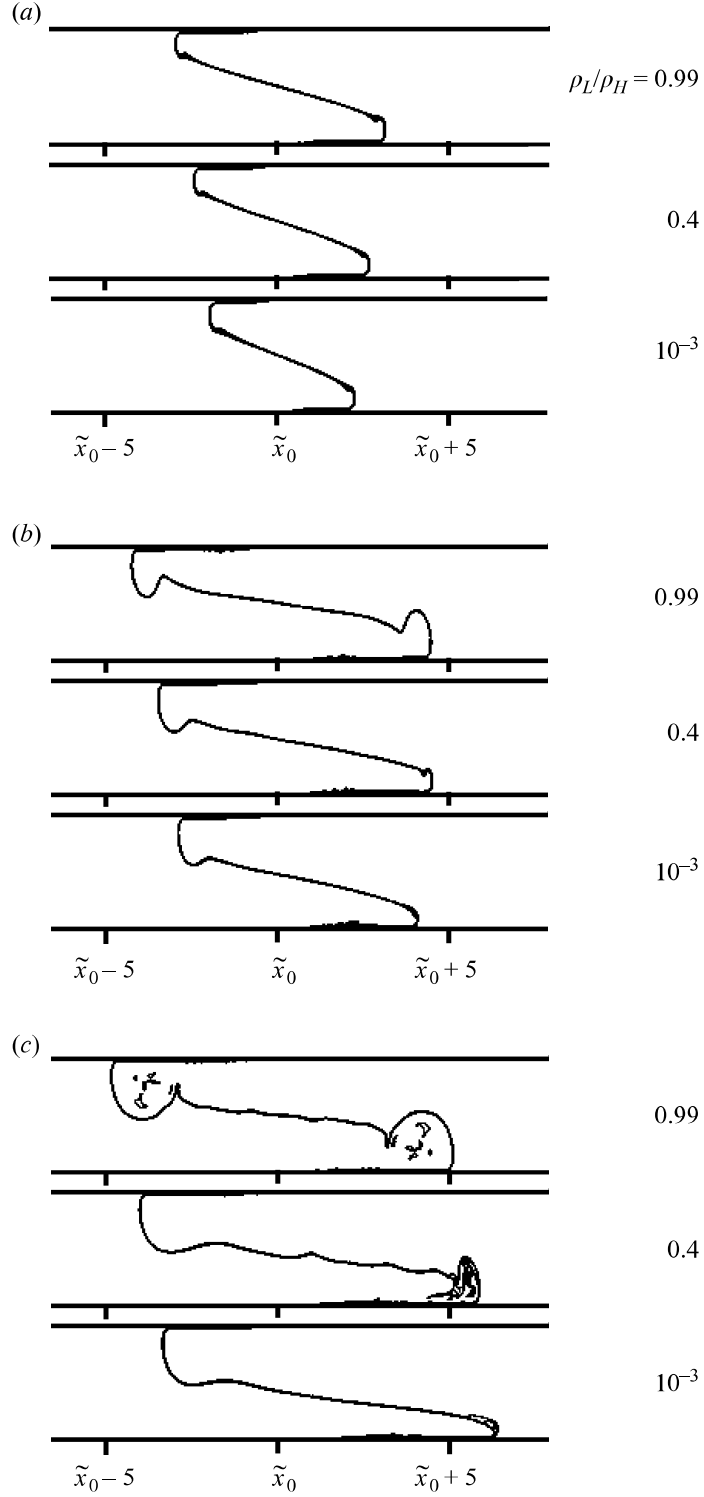 (a)
ρL/ρH = 0.99
0.4
10⁻³
x̃0 – 5 x̃0 x̃0 + 5
(b)
0.99
0.4
10⁻³
x̃0 – 5 x̃0 x̃0 + 5
(c)
0.99
0.4
10⁻³
x̃0 – 5 x̃0 x̃0 + 5